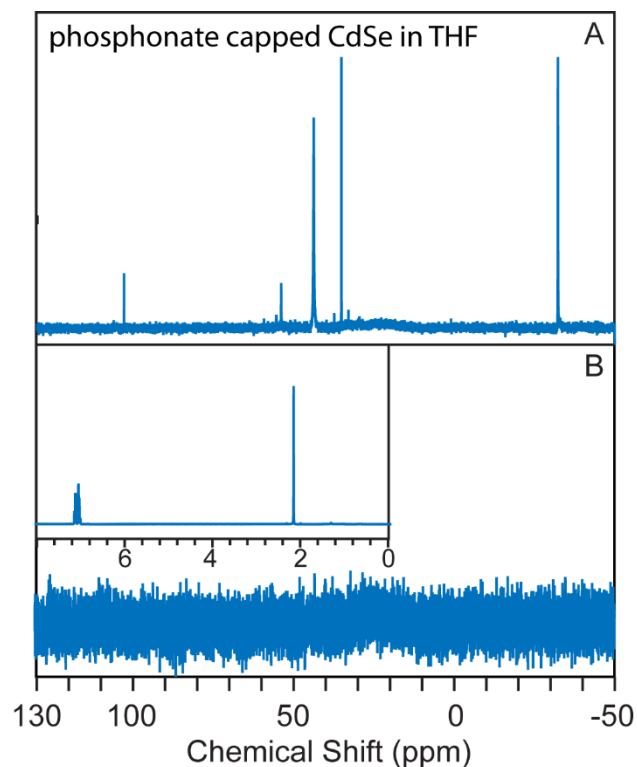 phosphonate capped CdSe in THF
A
B
6 4 2 0
130 100 50 0 -50
Chemical Shift (ppm)